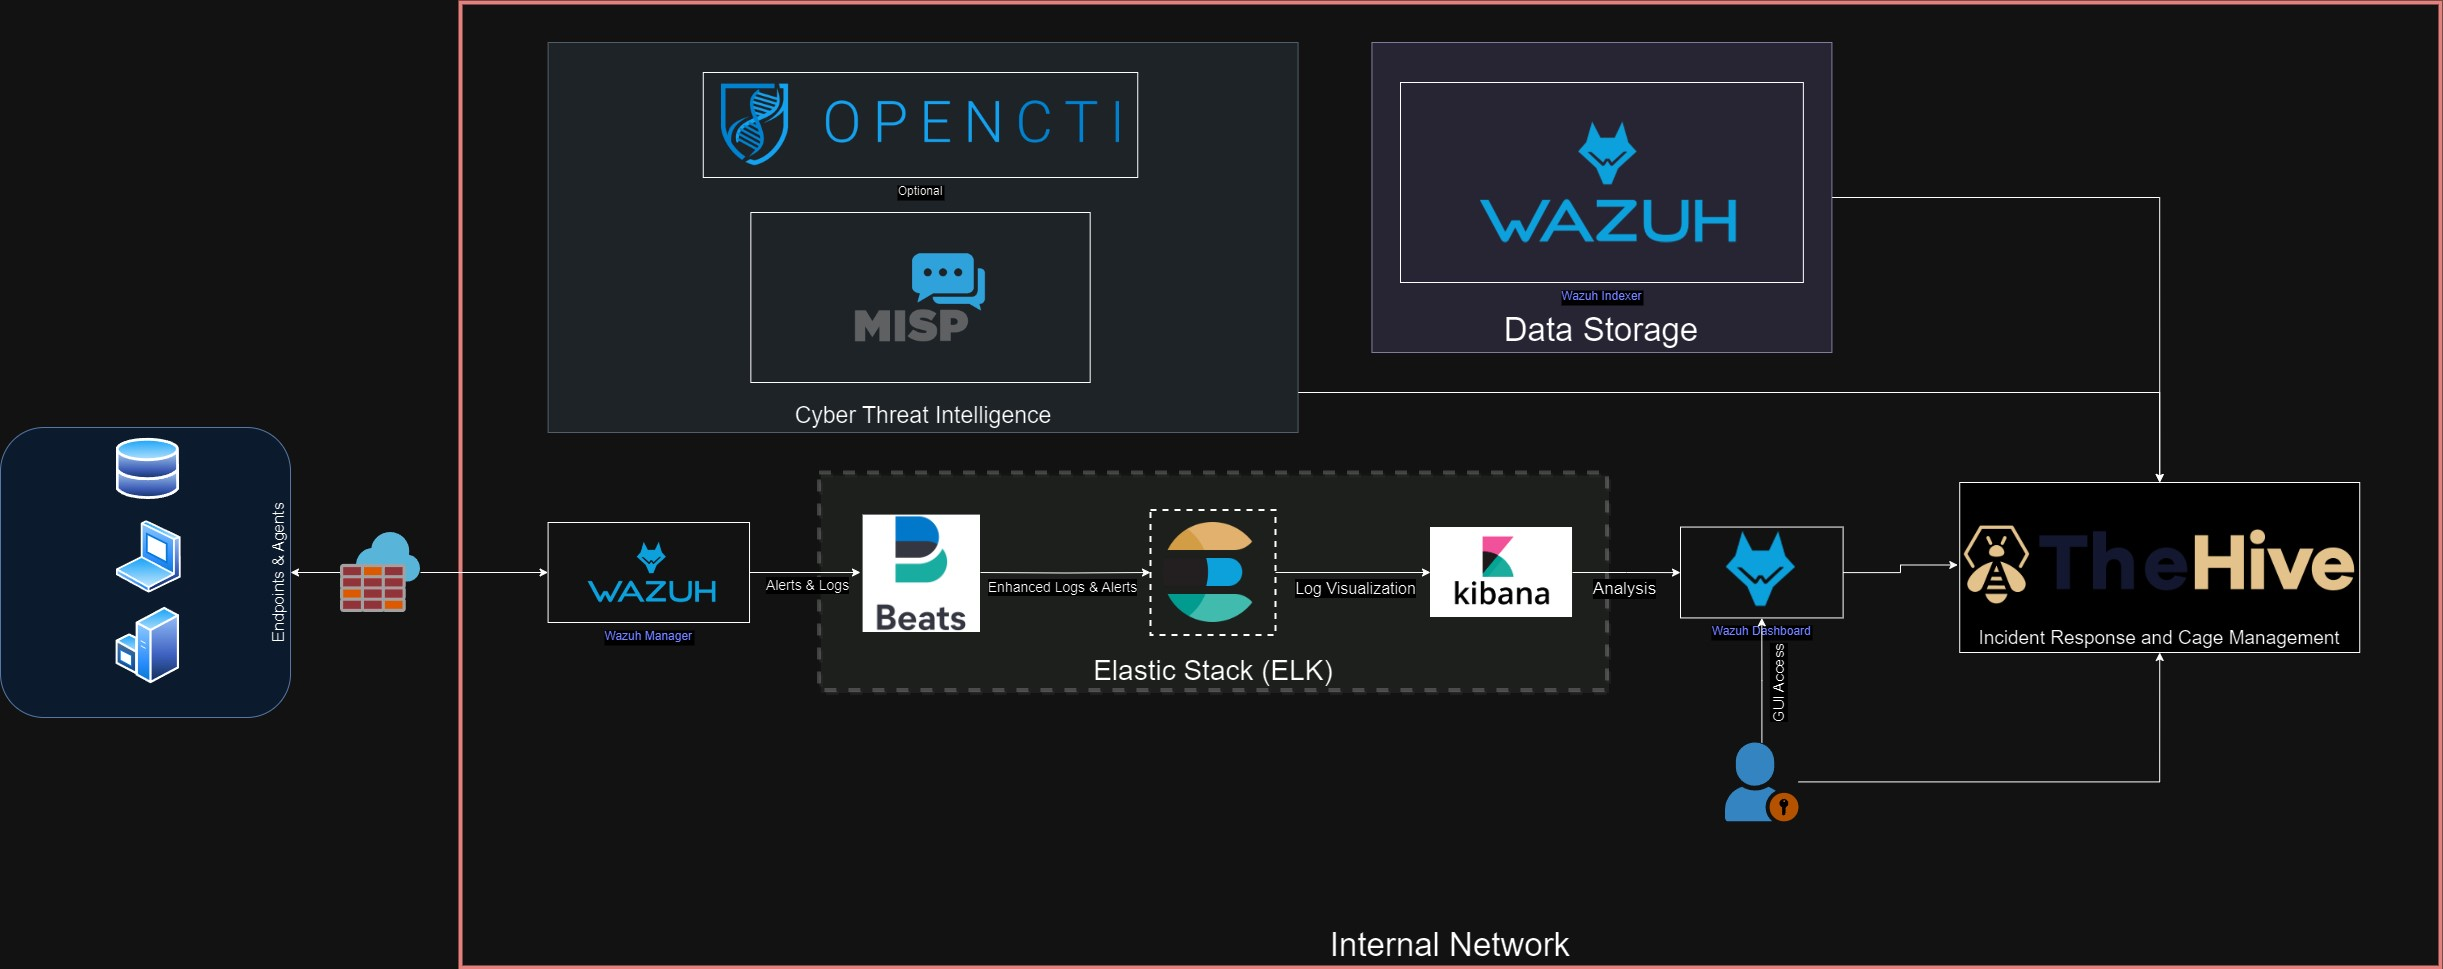 OPENCTI
Optional
MISP
Cyber Threat Intelligence
WAZUH
Wazuh Indexer
Data Storage
Endpoints & Agents
WAZUH
Wazuh Manager
Alerts & Logs
Beats
Enhanced Logs & Alerts
Log Visualization
kibana
Elastic Stack (ELK)
Analysis
Wazuh Dashboard
GUI Access
TheHive
Incident Response and Cage Management
Internal Network